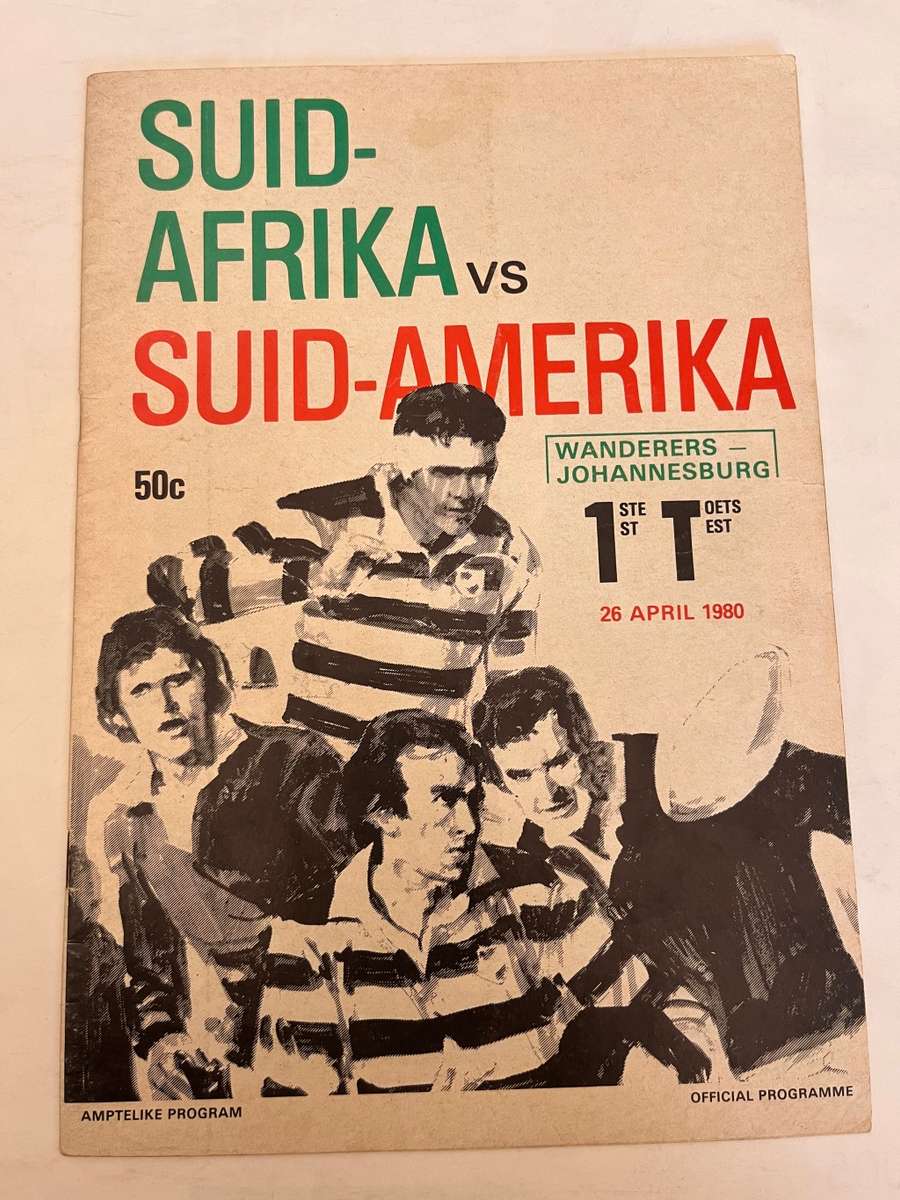 SUID-
AFRIKA VS
SUID-AMERIKA
WANDERERS —
JOHANNESBURG
50c
1STE TOETS
1ST TEST
26 APRIL 1980
AMPTELIKE PROGRAM
OFFICIAL PROGRAMME